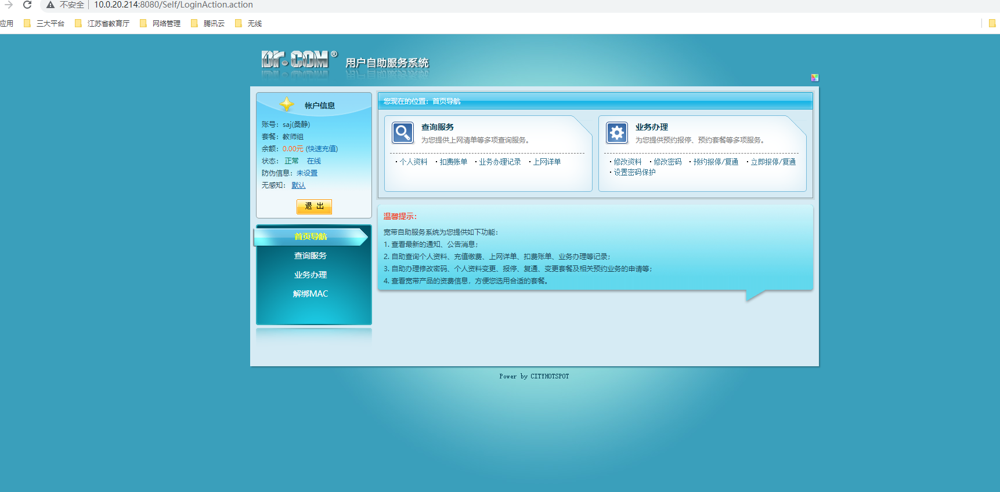 不安全 10.0.20.214:8080/Self/LoginAction.action
应用 三大平台 江苏省教育厅 网络管理 腾讯云 无线
Dr.COM® 用户自助服务系统
帐户信息
账号：saj(桑静)
套餐：教师组
余额：0.00元 (快速充值)
状态： 正常 在线
防伪信息：未设置
无感知： 默认
退 出
首页导航
查询服务
业务办理
解绑MAC
您现在的位置：首页导航
查询服务
为您提供上网清单等多项查询服务。
·个人资料 ·扣费账单 ·业务办理记录 ·上网详单
业务办理
为您提供预约报停、预约套餐等多项服务。
·修改资料 ·修改密码 ·预约报停/复通 ·立即报停/复通
·设置密码保护
温馨提示：
宽带自助服务系统为您提供如下功能：
1. 查看最新的通知、公告消息；
2. 自助查询个人资料、充值缴费、上网详单、扣费账单、业务办理等记录；
3. 自助办理修改密码、个人资料变更、报停、复通、变更套餐及相关预约业务的申请等；
4. 查看宽带产品的资费信息，方便您选用合适的套餐。
Power by CITYHOTSPOT